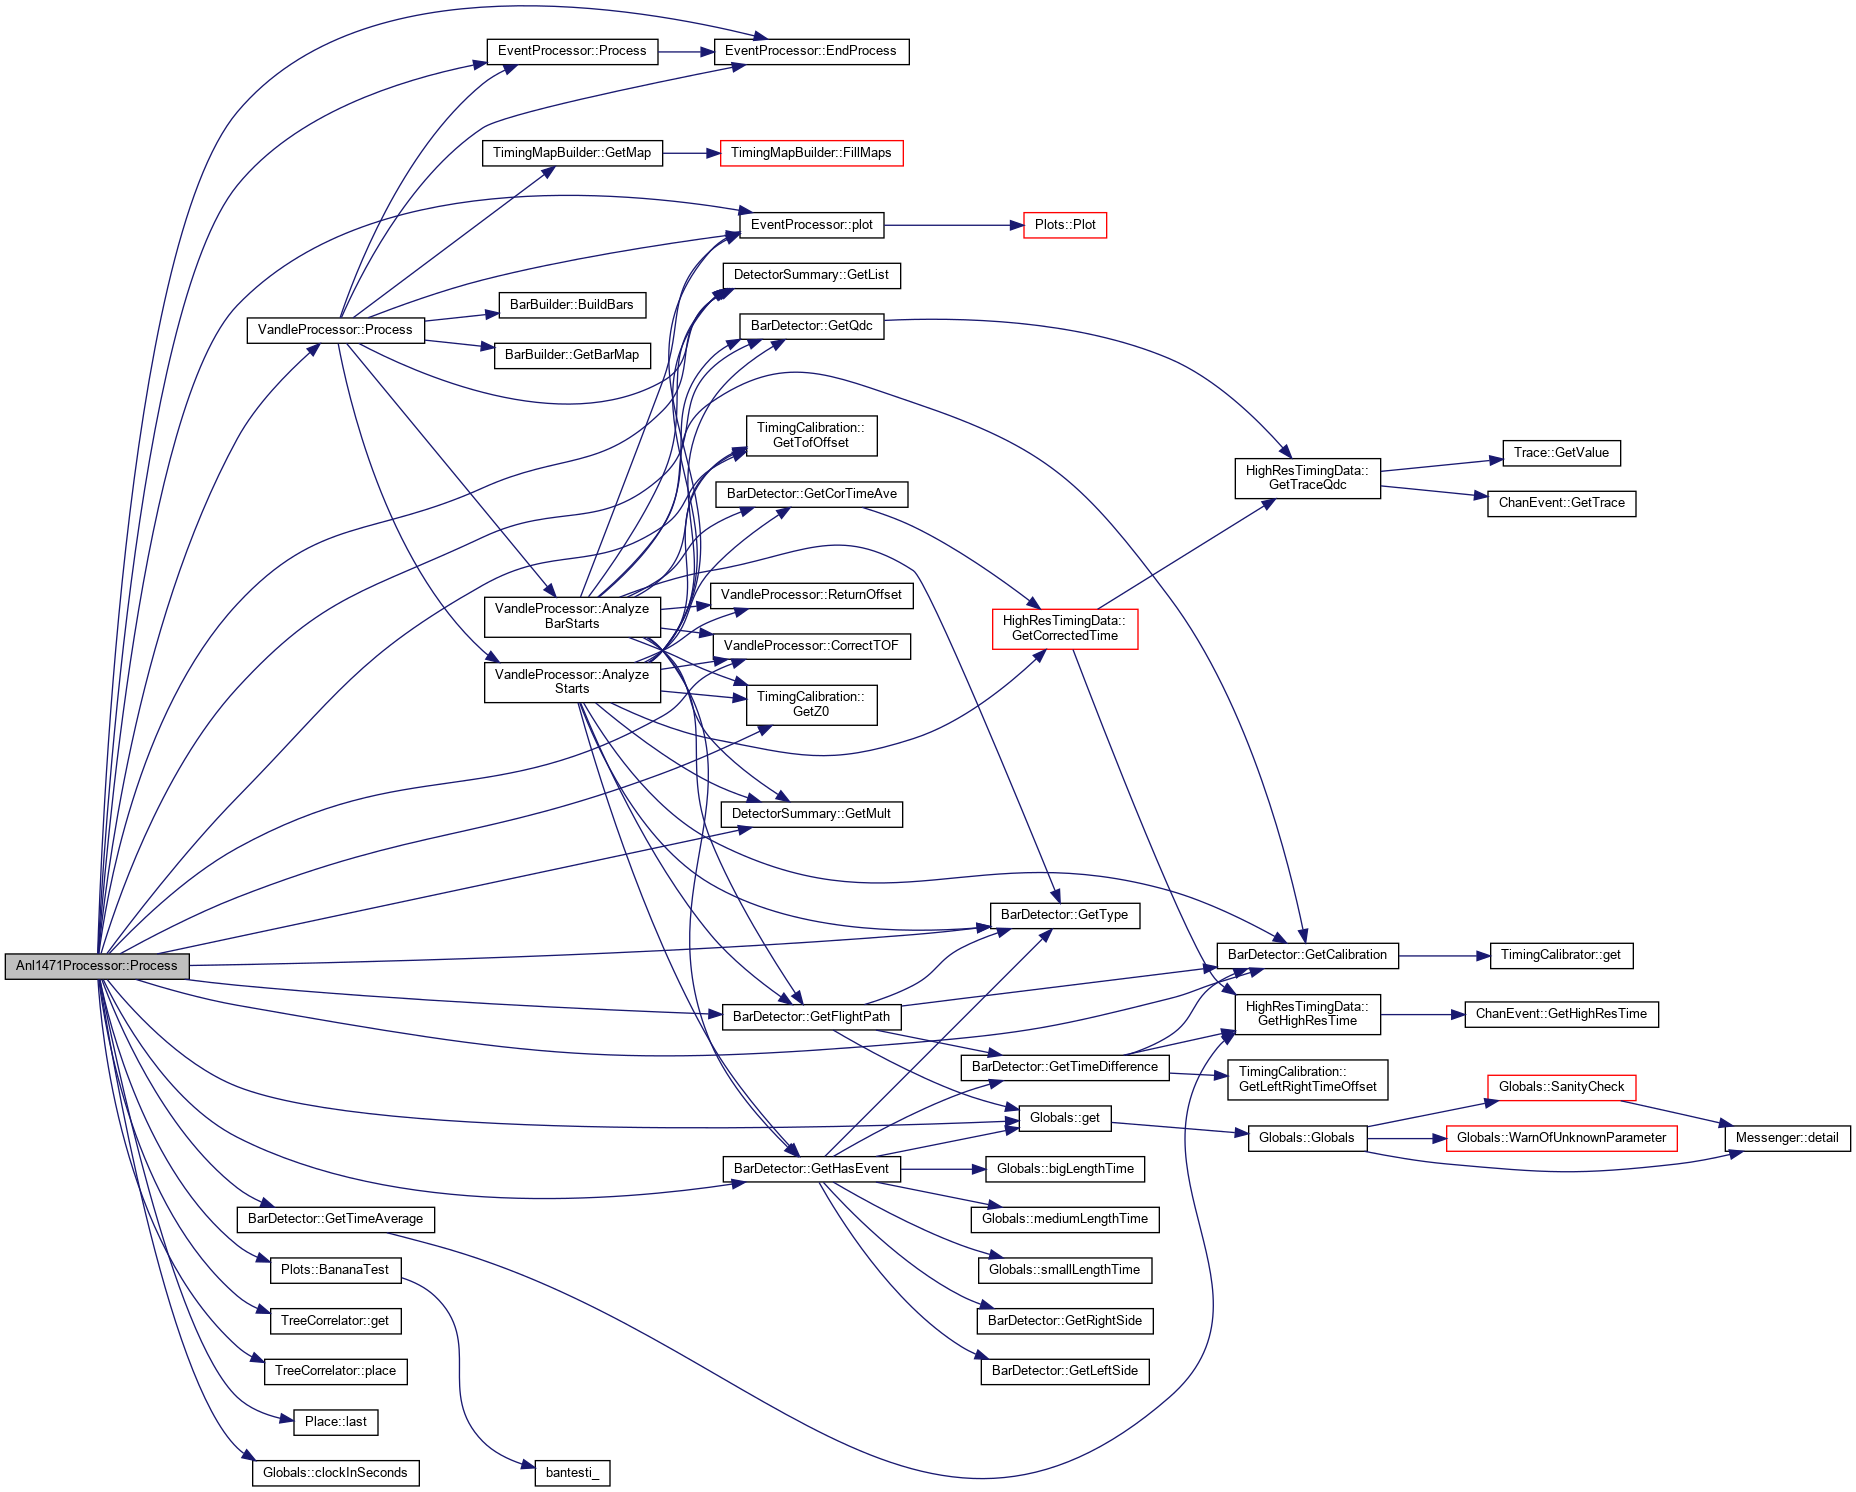 EventProcessor::Process
EventProcessor::EndProcess
TimingMapBuilder::GetMap
TimingMapBuilder::FillMaps
EventProcessor::plot
Plots::Plot
DetectorSummary::GetList
BarBuilder::BuildBars
VandleProcessor::Process
BarDetector::GetQdc
BarBuilder::GetBarMap
TimingCalibration::
GetTofOffset
Trace::GetValue
HighResTimingData::
GetTraceQdc
BarDetector::GetCorTimeAve
ChanEvent::GetTrace
VandleProcessor::ReturnOffset
VandleProcessor::Analyze
BarStarts
HighResTimingData::
GetCorrectedTime
VandleProcessor::CorrectTOF
VandleProcessor::Analyze
Starts
TimingCalibration::
GetZ0
DetectorSummary::GetMult
BarDetector::GetType
BarDetector::GetCalibration
TimingCalibrator::get
Anl1471Processor::Process
BarDetector::GetFlightPath
HighResTimingData::
GetHighResTime
ChanEvent::GetHighResTime
BarDetector::GetTimeDifference
TimingCalibration::
GetLeftRightTimeOffset
Globals::SanityCheck
Globals::get
Globals::Globals
Globals::WarnOfUnknownParameter
Messenger::detail
BarDetector::GetHasEvent
Globals::bigLengthTime
BarDetector::GetTimeAverage
Globals::mediumLengthTime
Plots::BananaTest
Globals::smallLengthTime
TreeCorrelator::get
BarDetector::GetRightSide
TreeCorrelator::place
BarDetector::GetLeftSide
Place::last
Globals::clockInSeconds
bantesti_